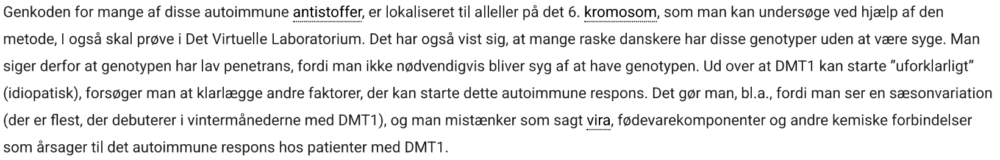 Genkoden for mange af disse autoimmune antistoffer, er lokaliseret til alleller på det 6. kromosom, som man kan undersøge ved hjælp af den
metode, I også skal prøve i Det Virtuelle Laboratorium. Det har også vist sig, at mange raske danskere har disse genotyper uden at være syge. Man
siger derfor at genotypen har lav penetrans, fordi man ikke nødvendigvis bliver syg af at have genotypen. Ud over at DMT1 kan starte ”uforklarligt”
(idiopatisk), forsøger man at klarlægge andre faktorer, der kan starte dette autoimmune respons. Det gør man, bl.a., fordi man ser en sæsonvariation
(der er flest, der debuterer i vintermånederne med DMT1), og man mistænker som sagt vira, fødevarekomponenter og andre kemiske forbindelser
som årsager til det autoimmune respons hos patienter med DMT1.